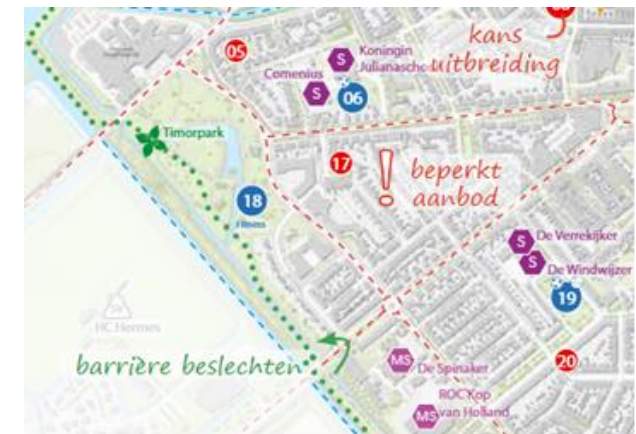 kans
uitbreiding
05
Koningin
Julianasch
Comenius
S
S
06
Timorpark
17
beperkt
aanbod
18
Fitness
S
De Verrekijker
S
De Windwijzer
19
HC.Hermes
barrière beslechten
MS
De Spinaker
20
ROC Kop
van Holland
MS